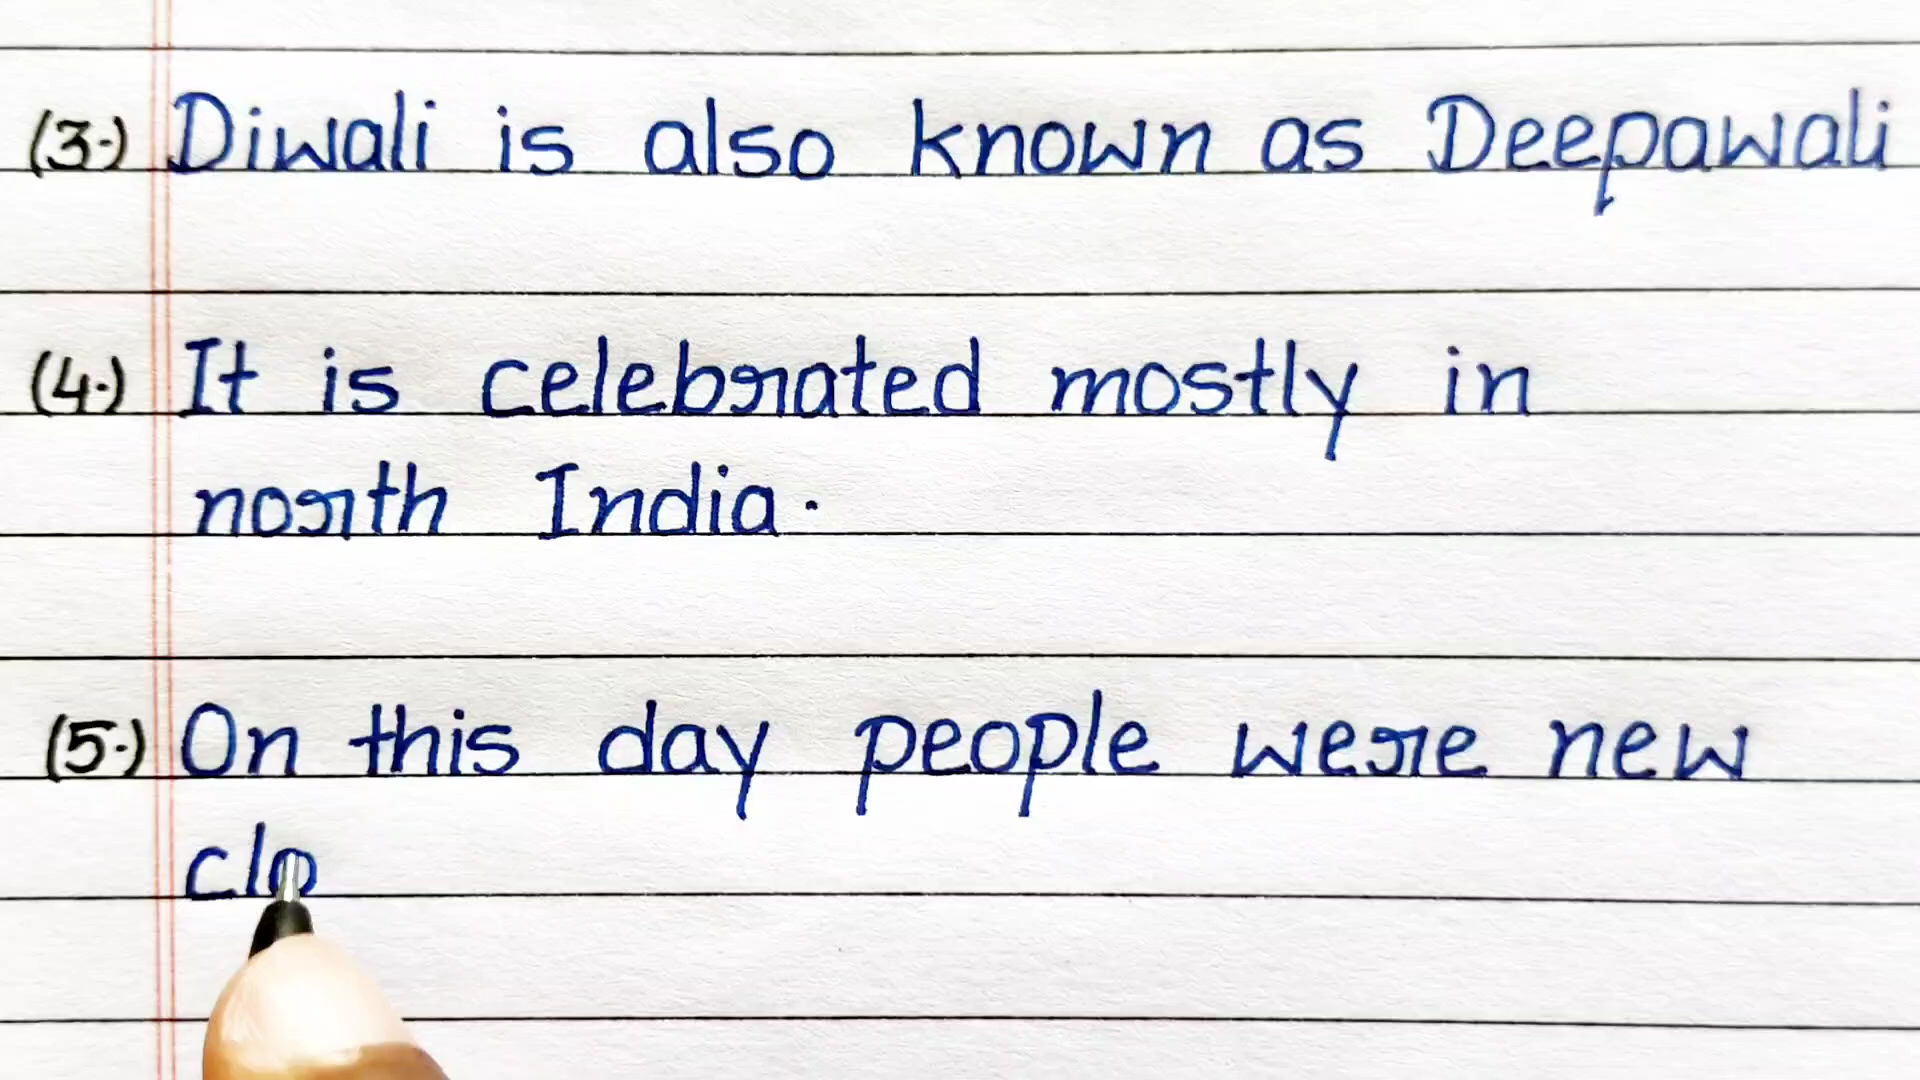 (3.) Diwali is also known as Deepawali
(4.) It is celebrated mostly in
north India.
(5.) On this day people were new
clo